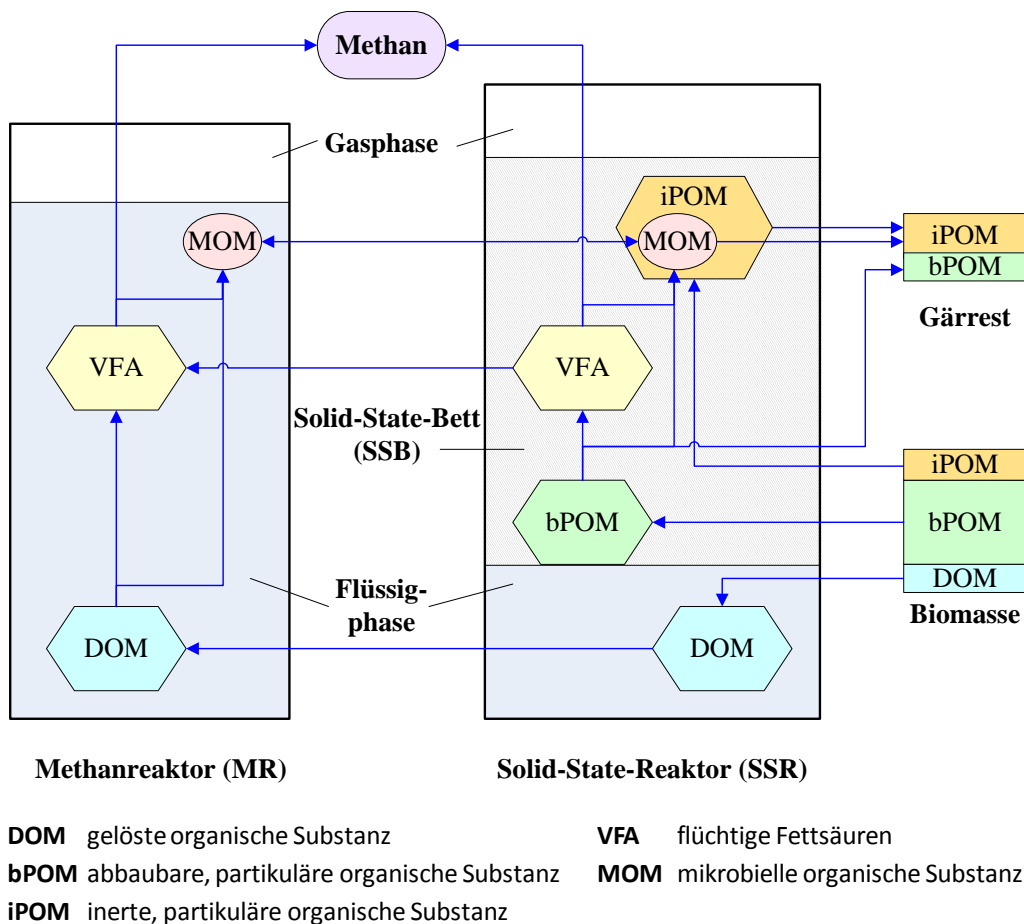 Methan
Gasphase
iPOM
MOM
MOM
iPOM
bPOM
Gärrest
VFA
VFA
Solid-State-Bett
(SSB)
iPOM
bPOM
bPOM
DOM
Biomasse
Flüssig-
phase
DOM
DOM
Methanreaktor (MR)
Solid-State-Reaktor (SSR)
DOM gelöste organische Substanz
VFA flüchtige Fettsäuren
bPOM abbaubare, partikuläre organische Substanz
MOM mikrobielle organische Substanz
iPOM inerte, partikuläre organische Substanz